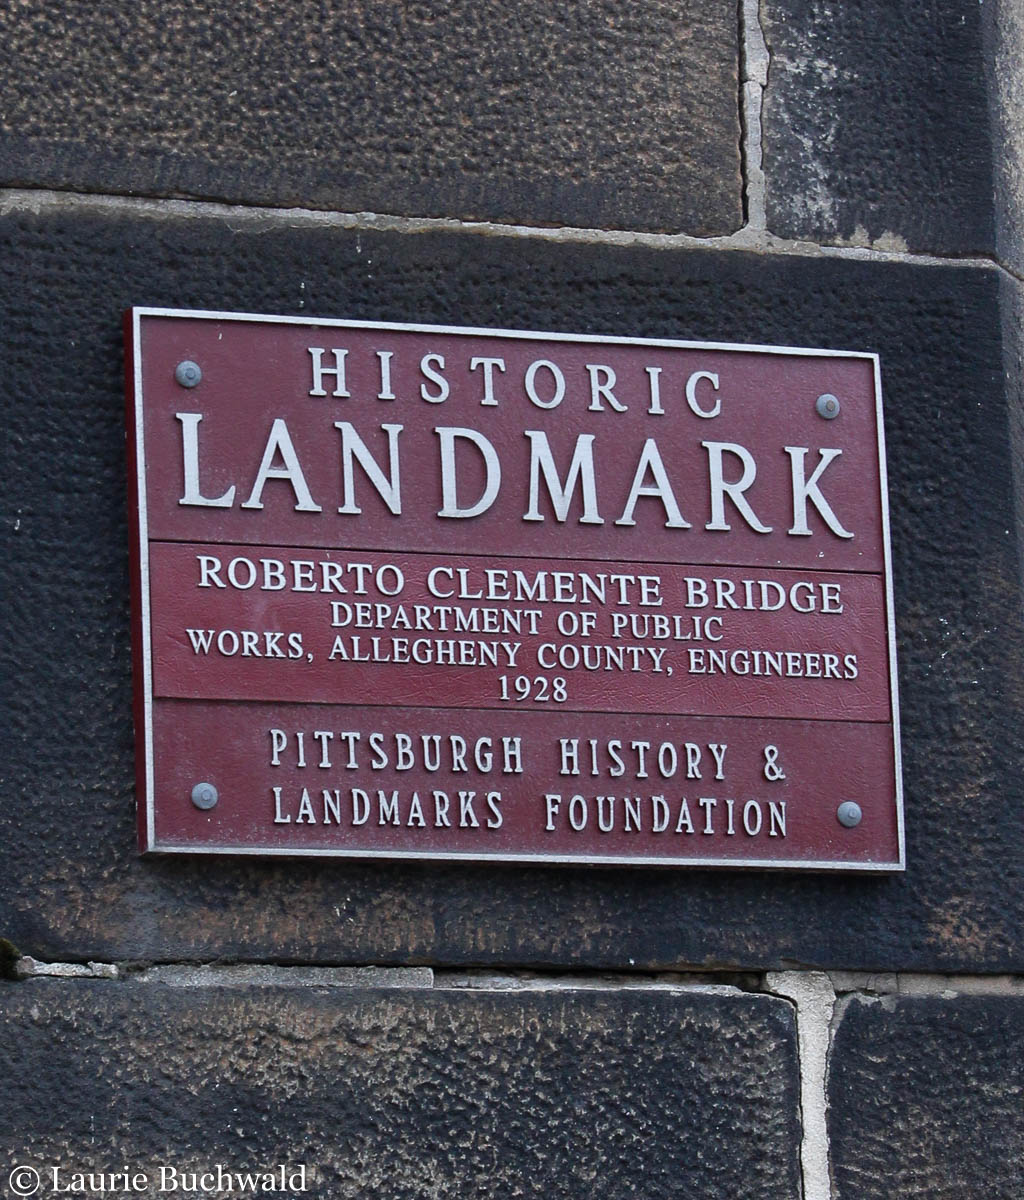 HISTORIC
LANDMARK
ROBERTO CLEMENTE BRIDGE
DEPARTMENT OF PUBLIC
WORKS, ALLEGHENY COUNTY, ENGINEERS
1928
PITTSBURGH HISTORY &
LANDMARKS FOUNDATION
© Laurie Buchwald